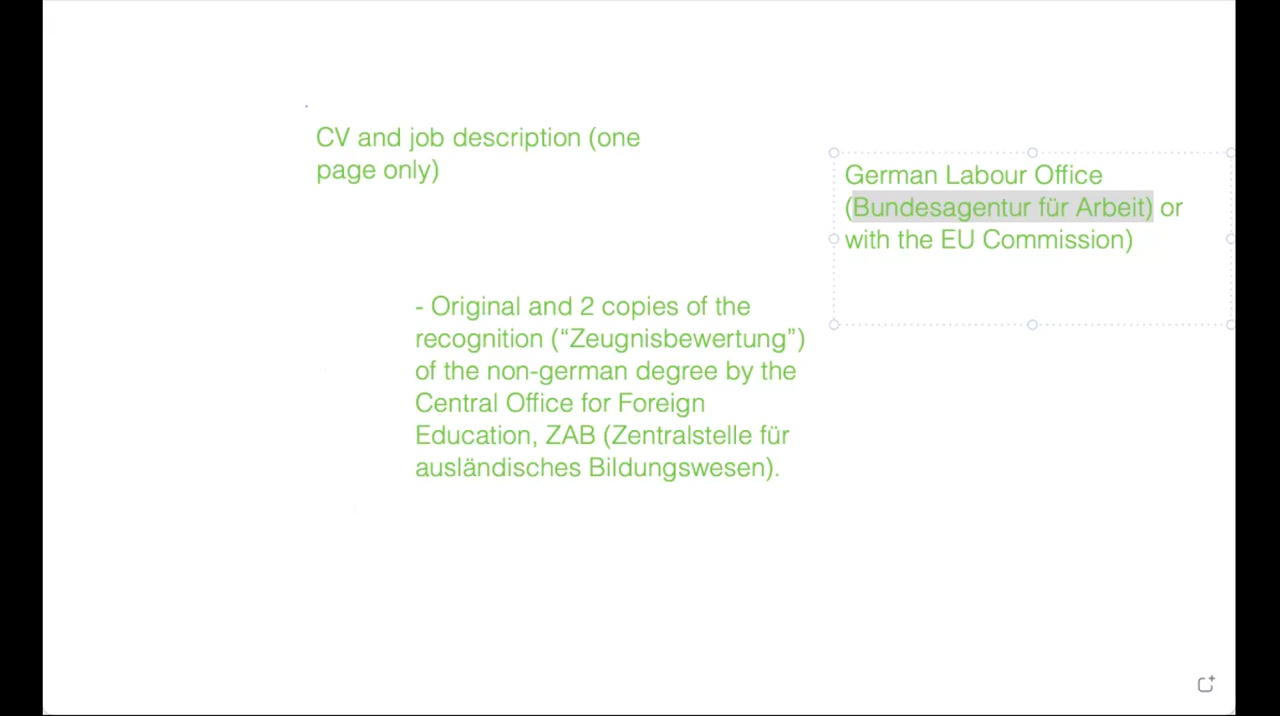 CV and job description (one
page only)
German Labour Office
(Bundesagentur für Arbeit) or
with the EU Commission)
- Original and 2 copies of the
recognition (“Zeugnisbewertung”)
of the non-german degree by the
Central Office for Foreign
Education, ZAB (Zentralstelle für
ausländisches Bildungswesen).